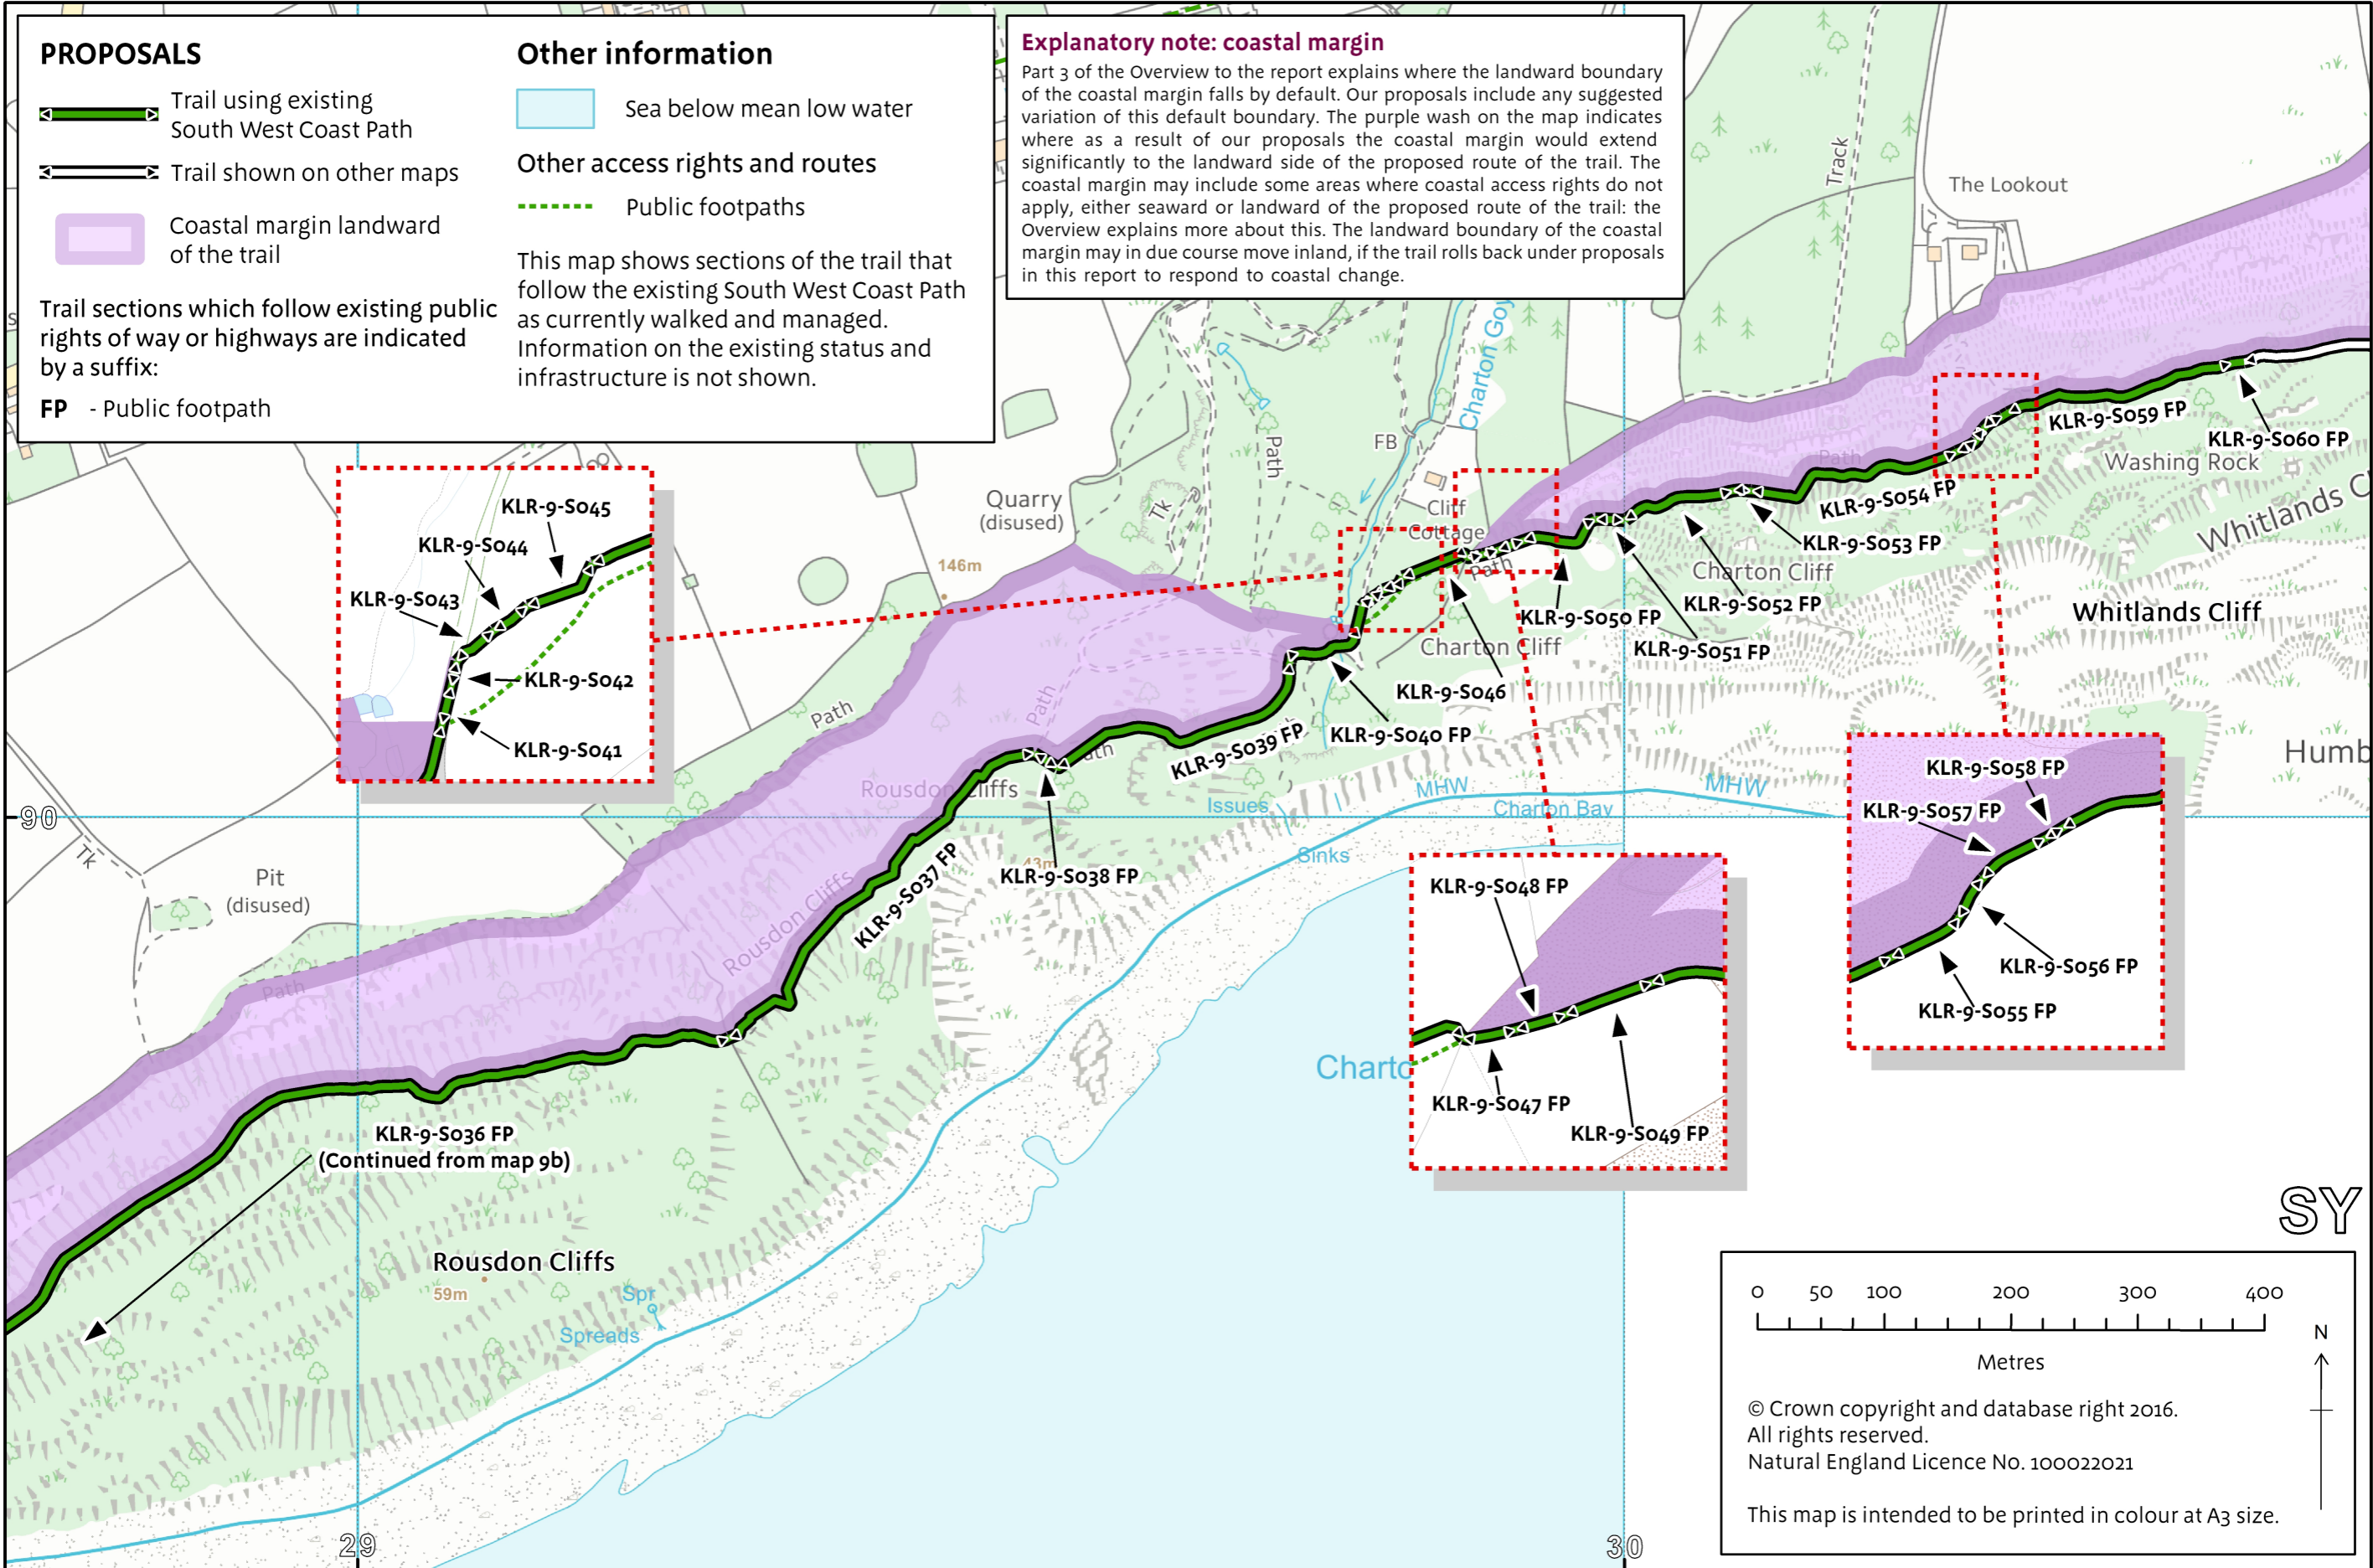 PROPOSALS
Trail using existing
South West Coast Path
Trail shown on other maps
Coastal margin landward
of the trail
Trail sections which follow existing public
rights of way or highways are indicated
by a suffix:
FP - Public footpath
Other information
Sea below mean low water
Other access rights and routes
Public footpaths
This map shows sections of the trail that
follow the existing South West Coast Path
as currently walked and managed.
Information on the existing status and
infrastructure is not shown.
Explanatory note: coastal margin
Part 3 of the Overview to the report explains where the landward boundary
of the coastal margin falls by default. Our proposals include any suggested
variation of this default boundary. The purple wash on the map indicates
where as a result of our proposals the coastal margin would extend
significantly to the landward side of the proposed route of the trail. The
coastal margin may include some areas where coastal access rights do not
apply, either seaward or landward of the proposed route of the trail: the
Overview explains more about this. The landward boundary of the coastal
margin may in due course move inland, if the trail rolls back under proposals
in this report to respond to coastal change.
Track
The Lookout
Charton Goy
FB
Path
Tk
Quarry
(disused)
146m
Cliff
Cottage
Path
Path
KLR-9-S059 FP
KLR-9-S060 FP
Washing Rock
KLR-9-S054 FP
Whitlands C
KLR-9-S053 FP
Charton Cliff
KLR-9-S052 FP
Whitlands Cliff
KLR-9-S050 FP
KLR-9-S051 FP
Charton Cliff
KLR-9-S046
KLR-9-S040 FP
KLR-9-S045
KLR-9-S044
KLR-9-S043
KLR-9-S042
KLR-9-S041
Path
Path
KLR-9-S039 FP
ath
Rousdon Cliffs
Issues
MHW
Charton Bay
MHW
Humb
90
Tk
Sinks
43m
KLR-9-S038 FP
KLR-9-S037 FP
Rousdon Cliffs
Pit
(disused)
Path
KLR-9-S058 FP
KLR-9-S057 FP
KLR-9-S056 FP
KLR-9-S055 FP
KLR-9-S048 FP
KLR-9-S047 FP
KLR-9-S049 FP
Charto
KLR-9-S036 FP
(Continued from map 9b)
Rousdon Cliffs
59m
Spr
Spreads
SY
0 50 100 200 300 400
Metres
N
© Crown copyright and database right 2016.
All rights reserved.
Natural England Licence No. 100022021
This map is intended to be printed in colour at A3 size.
29
30